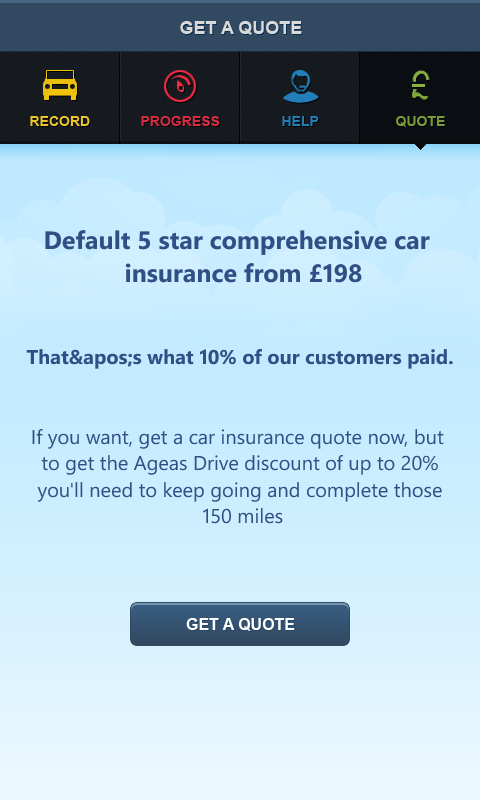 GET A QUOTE
RECORD
PROGRESS
HELP
QUOTE
Default 5 star comprehensive car
insurance from £198
That&apos;s what 10% of our customers paid.
If you want, get a car insurance quote now, but
to get the Ageas Drive discount of up to 20%
you'll need to keep going and complete those
150 miles
GET A QUOTE